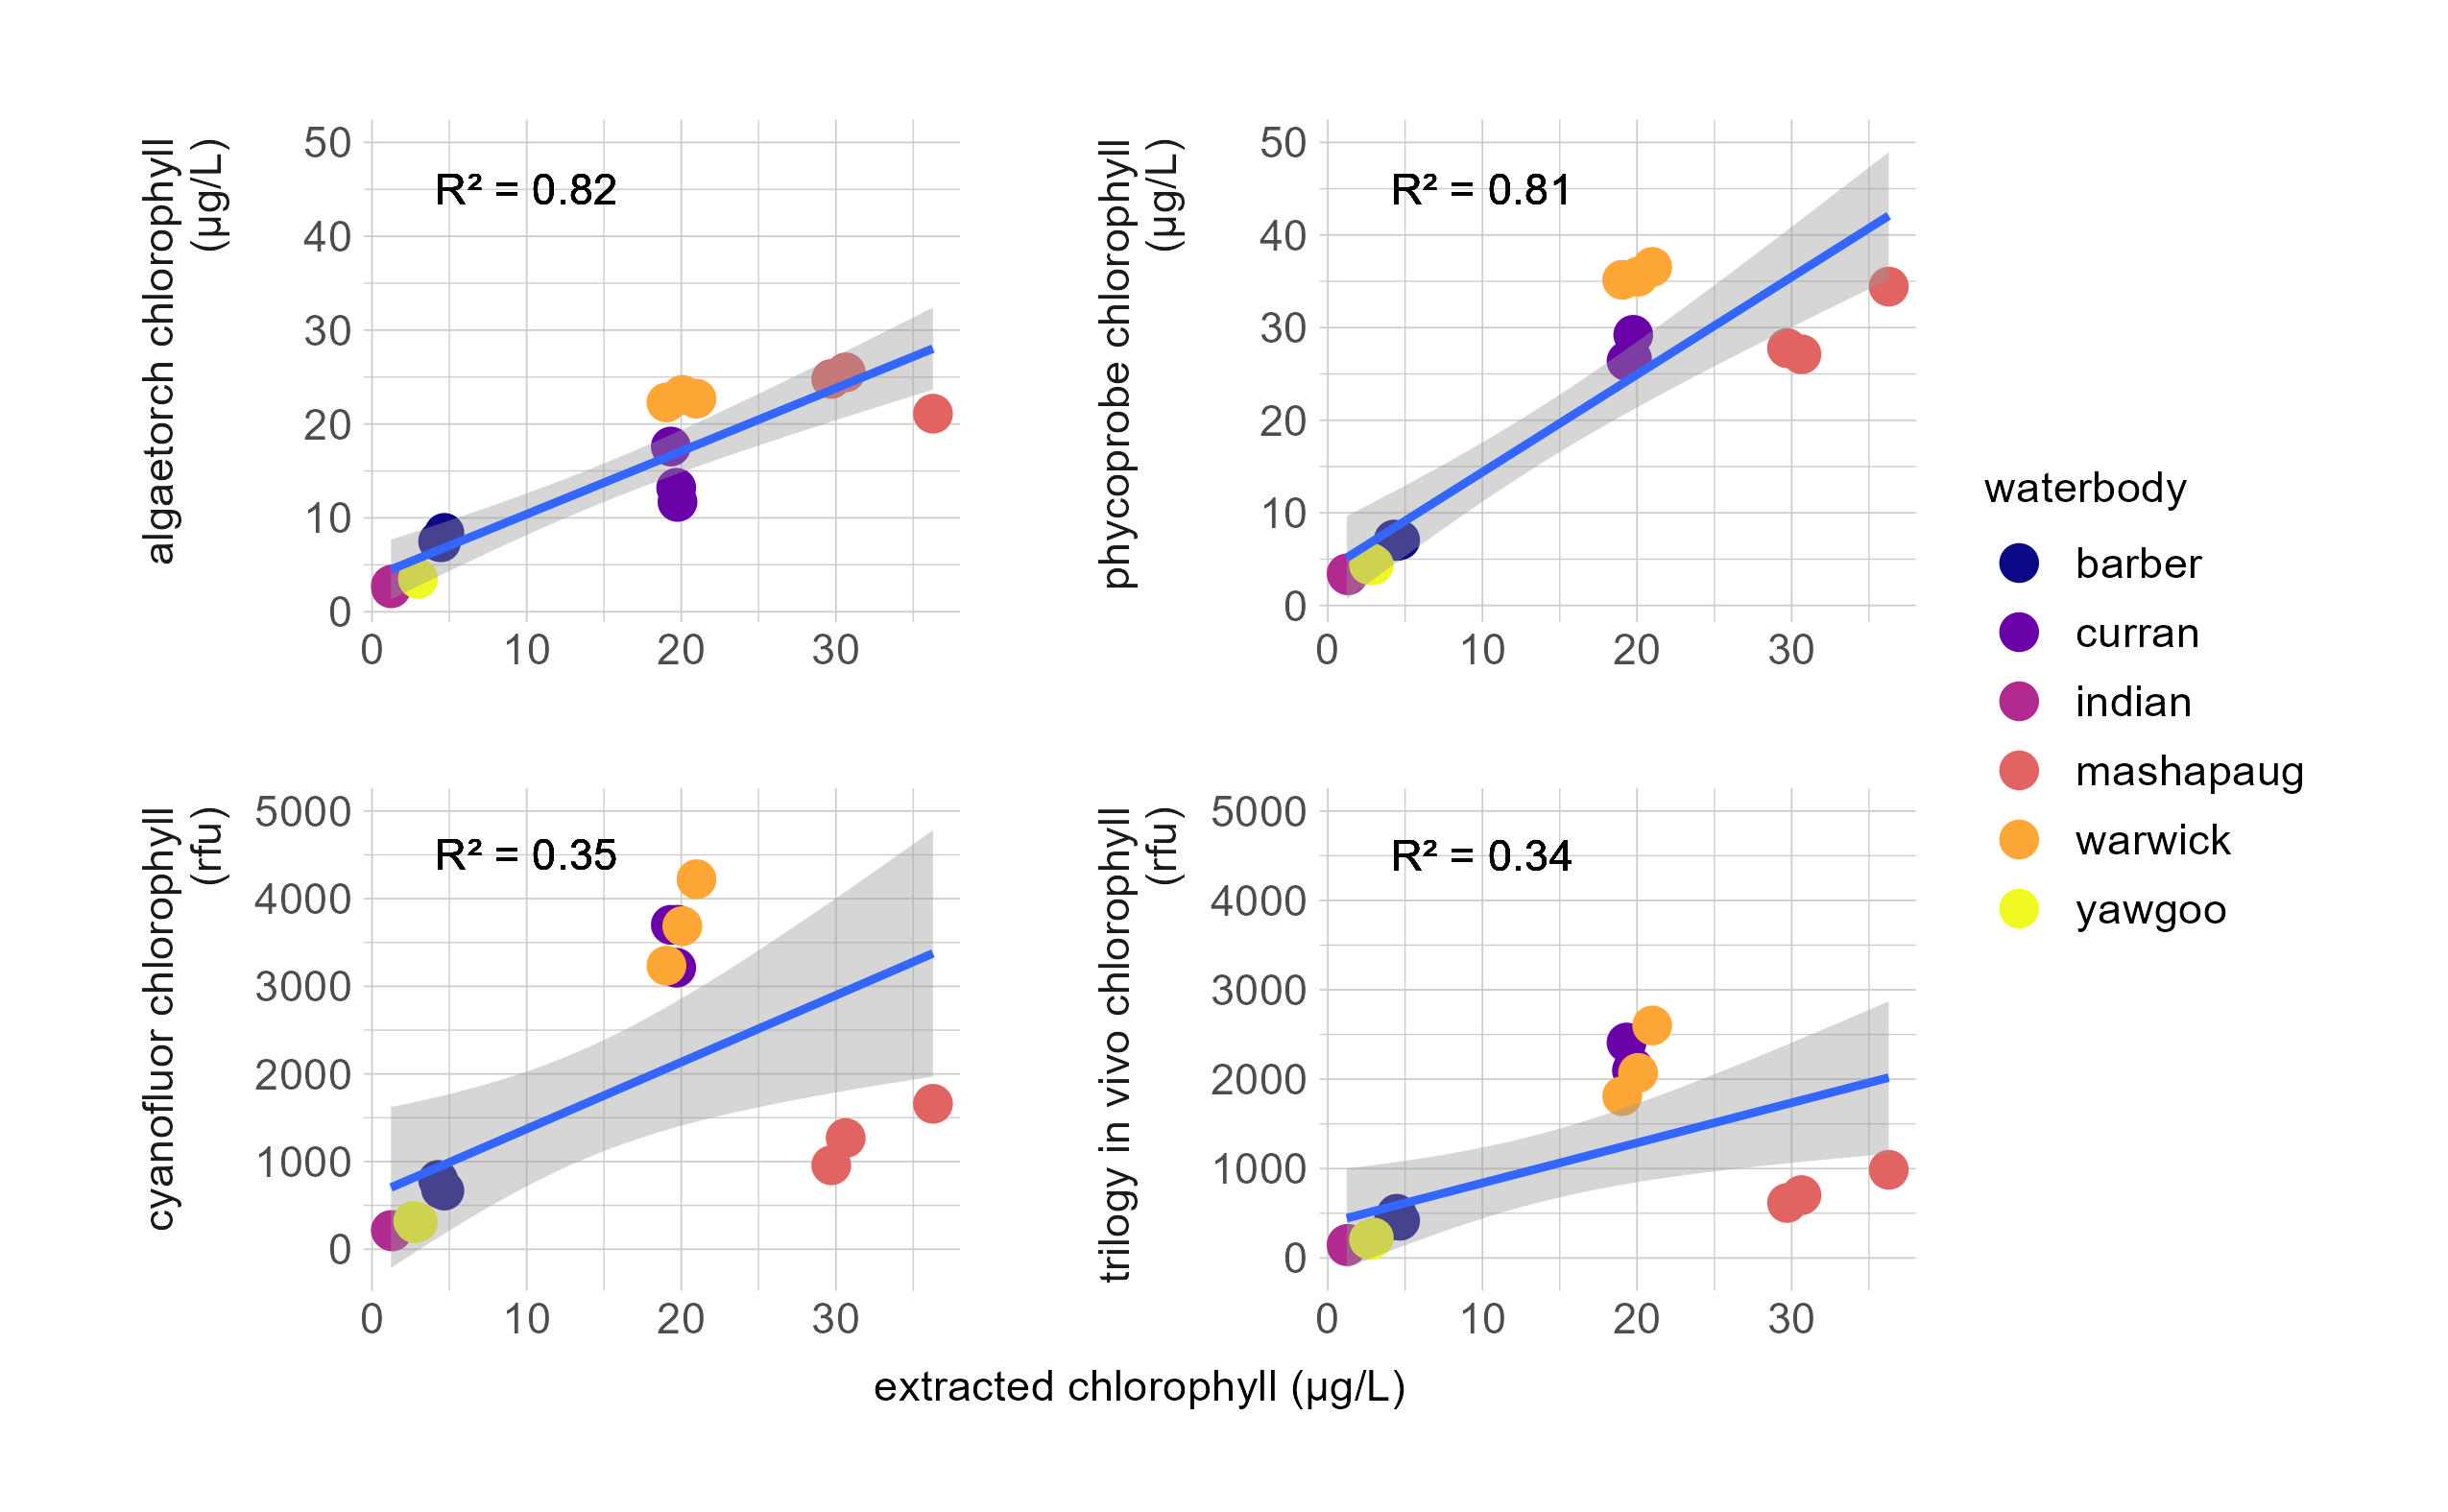 algaetorch chlorophyll
(µg/L)
50
40
30
20
10
0
R² = 0.82
0 10 20 30
phycoprobe chlorophyll
(µg/L)
50
40
30
20
10
0
R² = 0.81
0 10 20 30
cyanofluor chlorophyll
(rfu)
5000
4000
3000
2000
1000
0
R² = 0.35
0 10 20 30
trilogy in vivo chlorophyll
(rfu)
5000
4000
3000
2000
1000
0
R² = 0.34
0 10 20 30
extracted chlorophyll (µg/L)
waterbody
barber
curran
indian
mashapaug
warwick
yawgoo